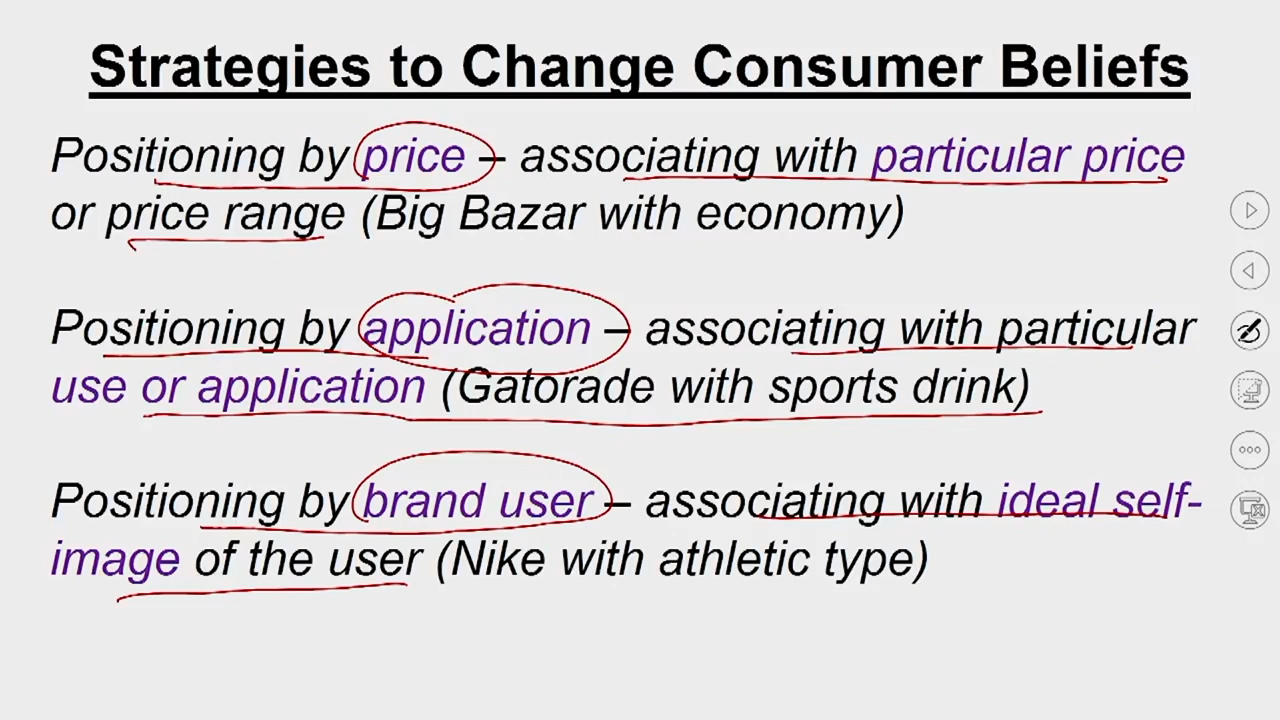 Strategies to Change Consumer Beliefs
Positioning by price – associating with particular price
or price range (Big Bazar with economy)
Positioning by application – associating with particular
use or application (Gatorade with sports drink)
Positioning by brand user – associating with ideal self-
image of the user (Nike with athletic type)